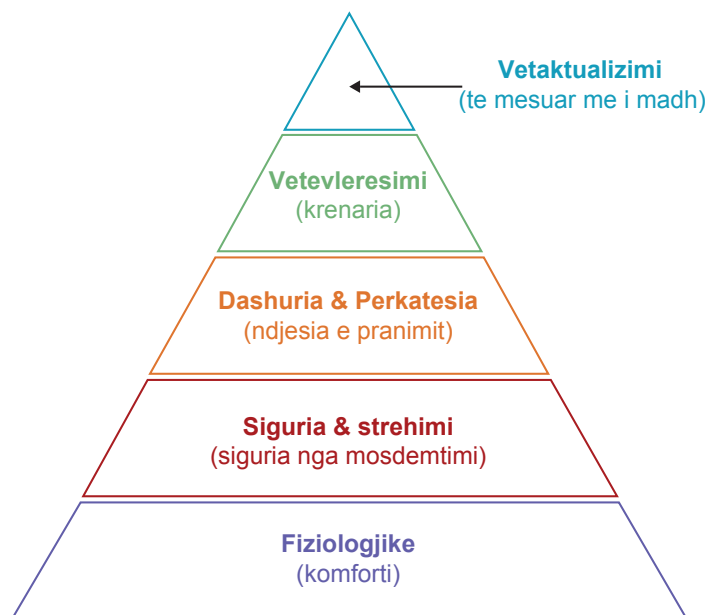 Vetaktualizimi
(te mesuar me i madh)
Vetevleresimi
(krenaria)
Dashuria & Perkatesia
(ndjesia e pranimit)
Siguria & strehimi
(siguria nga mosdemtimi)
Fiziologjike
(komforti)